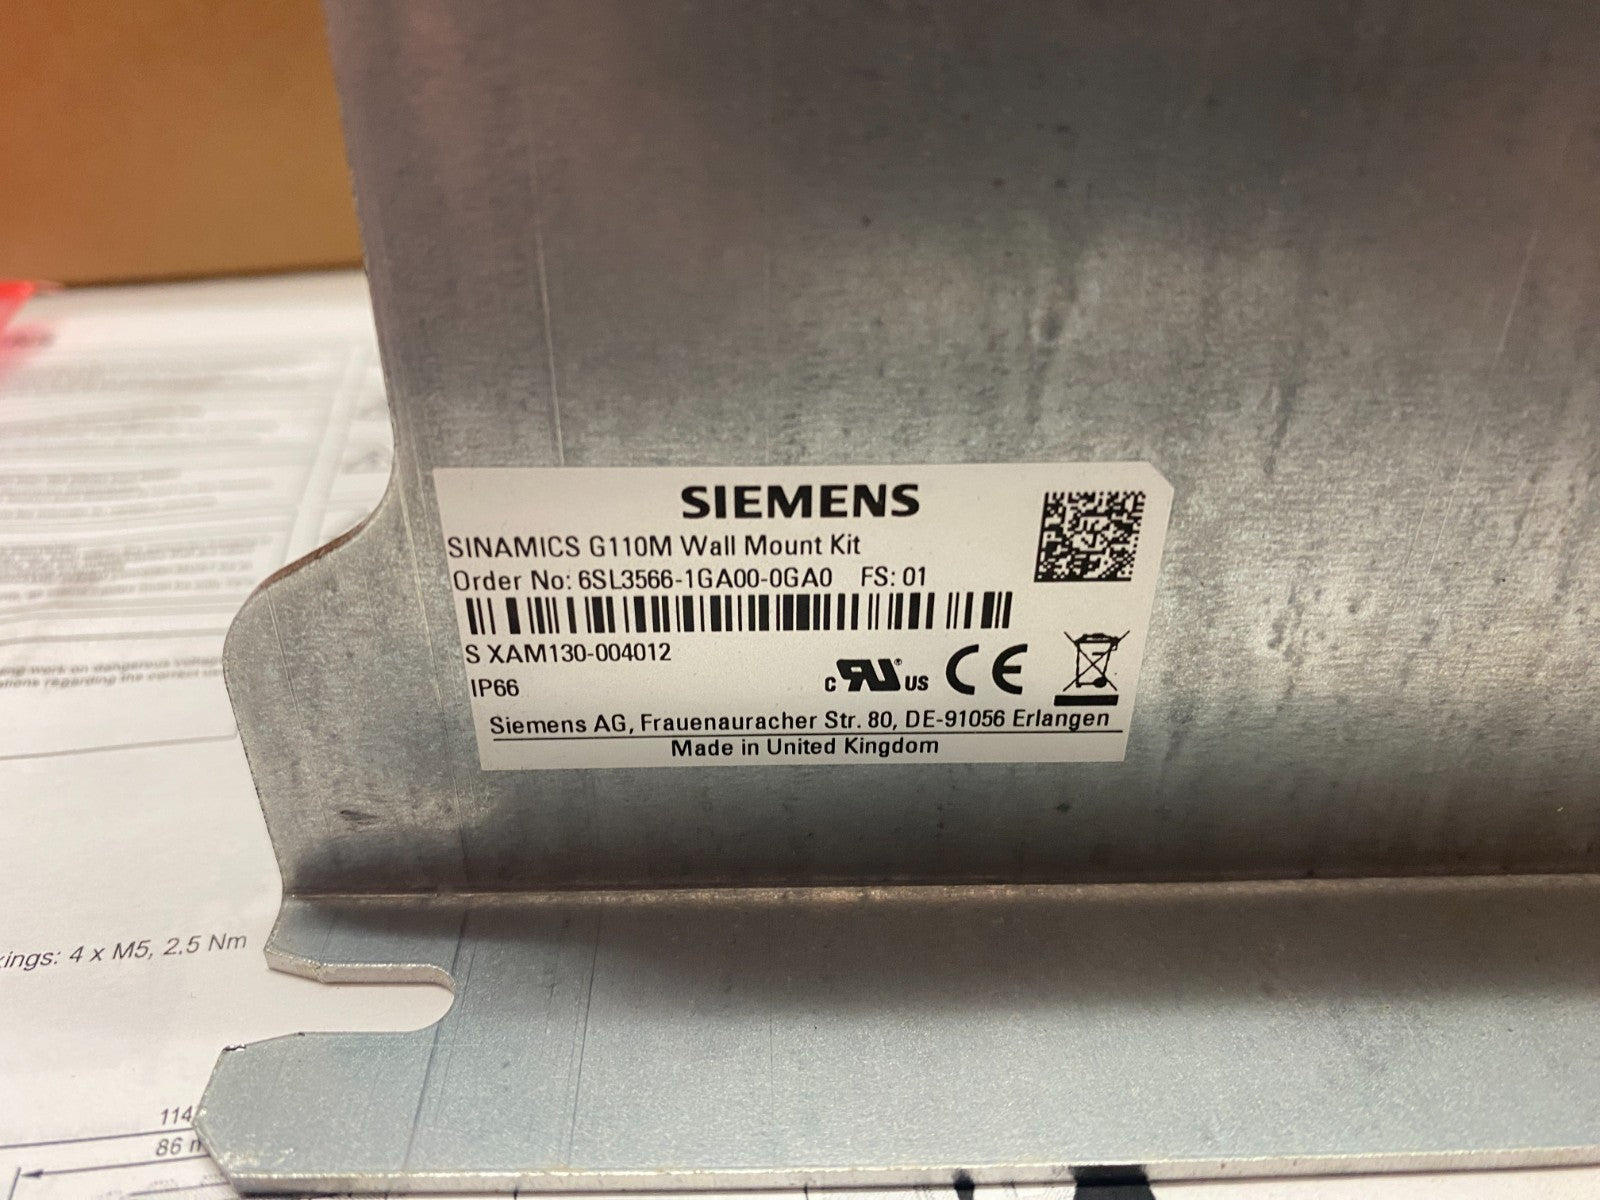 SIEMENS
SINAMICS G110M Wall Mount Kit
Order No: 6SL3566-1GA00-0GA0 FS: 01
S XAM130-004012
IP66
c RU US CE
Siemens AG, Frauenauracher Str. 80, DE-91056 Erlangen
Made in United Kingdom
ings: 4 x M5, 2.5 Nm
114
86